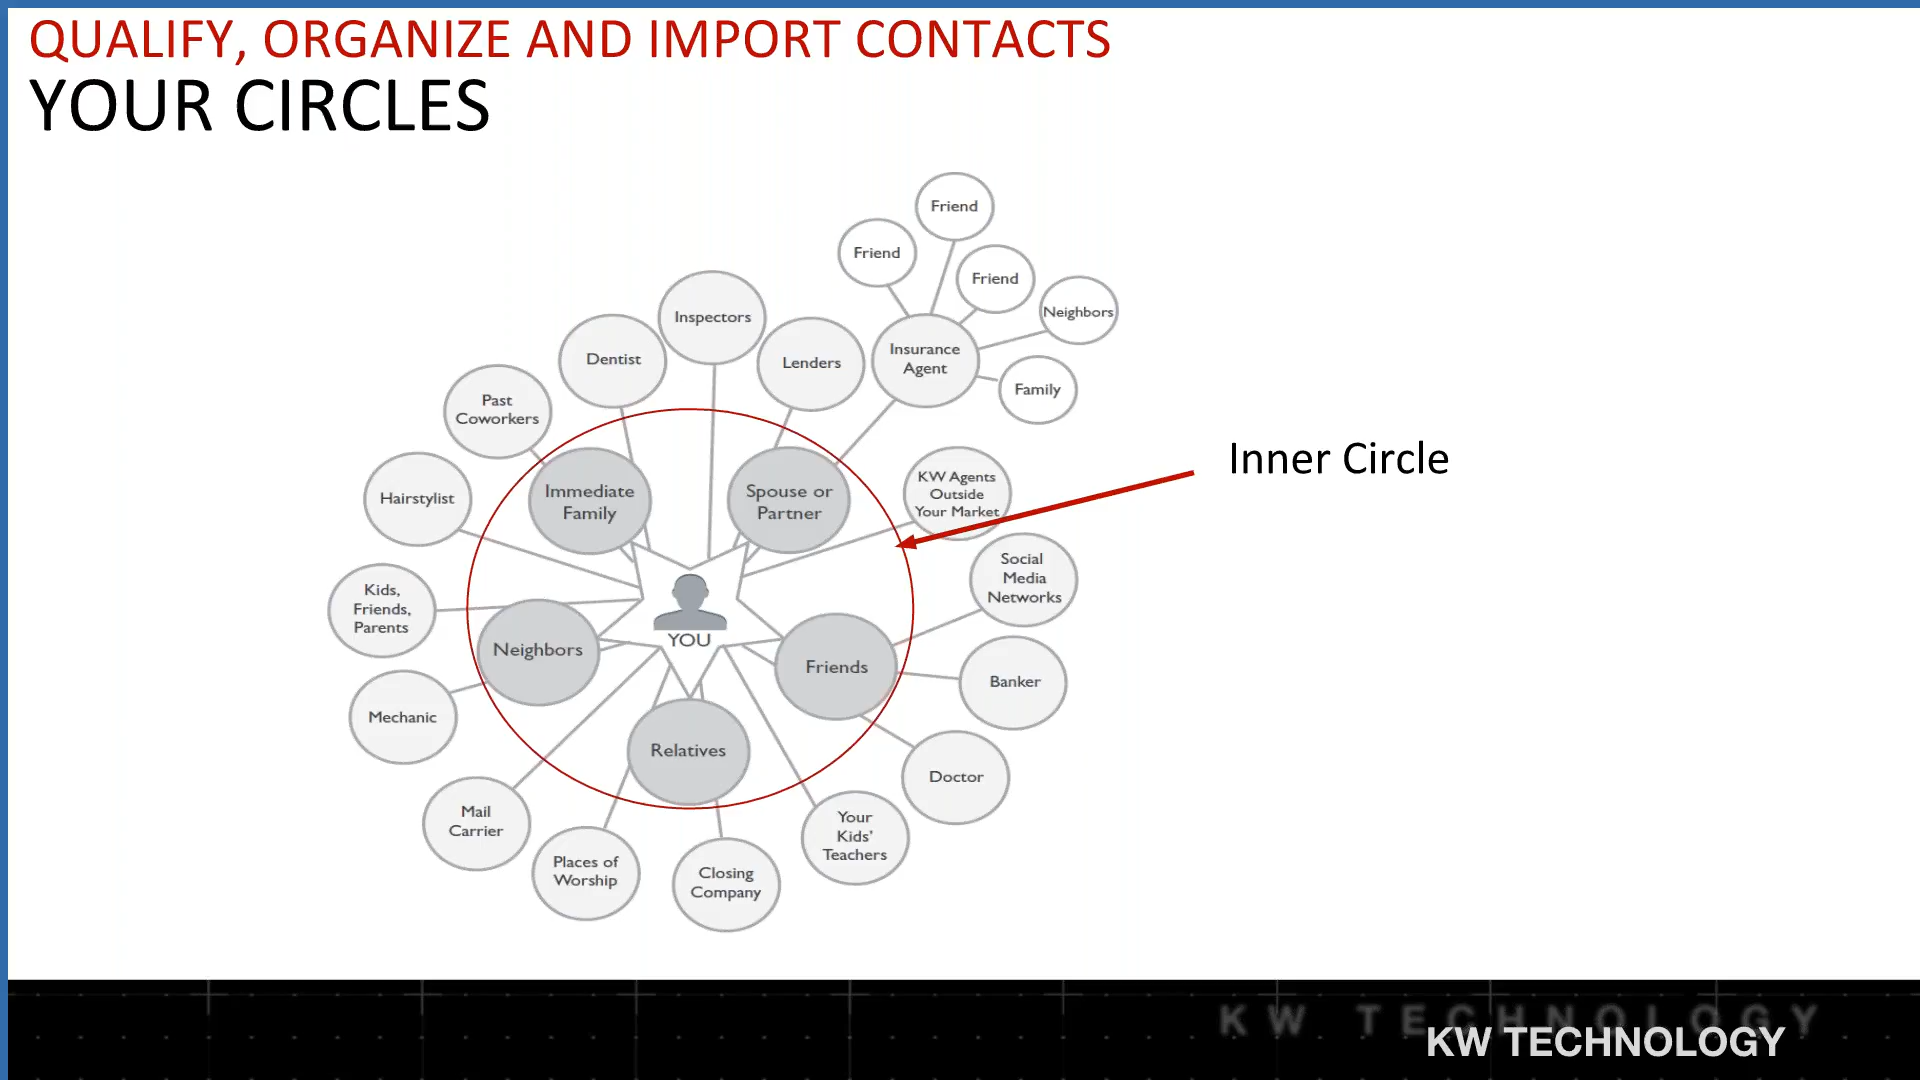 QUALIFY, ORGANIZE AND IMPORT CONTACTS
YOUR CIRCLES
Friend
Friend
Friend
Neighbors
Family
Insurance
Agent
Inspectors
Dentist
Lenders
Past
Coworkers
Hairstylist
Kids,
Friends,
Parents
Mechanic
Mail
Carrier
Places of
Worship
Closing
Company
Your
Kids'
Teachers
Doctor
Banker
Social
Media
Networks
KW Agents
Outside
Your Market
Immediate
Family
Spouse or
Partner
Neighbors
YOU
Friends
Relatives
Inner Circle
KW TECHNOLOGY
KW TECHNOLOGY